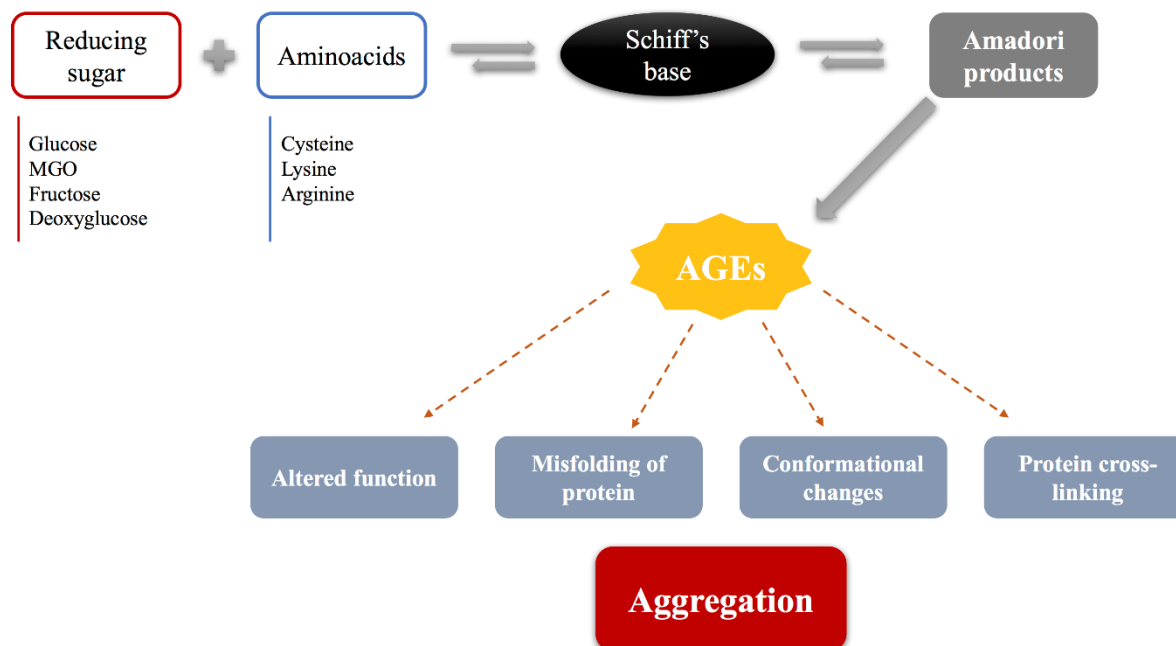 Reducing
sugar
Aminoacids
Schiff’s
base
Amadori
products
Glucose
MGO
Fructose
Deoxyglucose
Cysteine
Lysine
Arginine
AGEs
Altered function
Misfolding of
protein
Conformational
changes
Protein cross-
linking
Aggregation